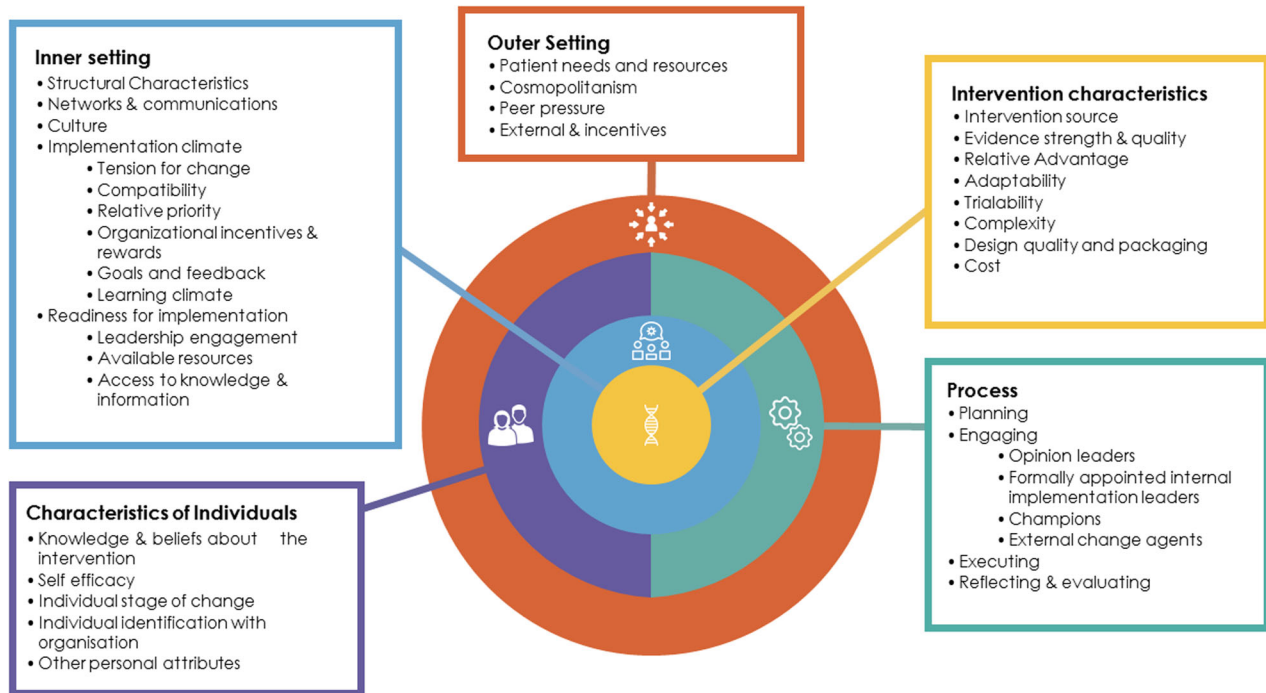 Inner setting
• Structural Characteristics
• Networks & communications
• Culture
• Implementation climate
• Tension for change
• Compatibility
• Relative priority
• Organizational incentives &
rewards
• Goals and feedback
• Learning climate
• Readiness for implementation
• Leadership engagement
• Available resources
• Access to knowledge &
information
Outer Setting
• Patient needs and resources
• Cosmopolitanism
• Peer pressure
• External & incentives
Intervention characteristics
• Intervention source
• Evidence strength & quality
• Relative Advantage
• Adaptability
• Trialability
• Complexity
• Design quality and packaging
• Cost
Characteristics of Individuals
• Knowledge & beliefs about the
intervention
• Self efficacy
• Individual stage of change
• Individual identification with
organisation
• Other personal attributes
Process
• Planning
• Engaging
• Opinion leaders
• Formally appointed internal
implementation leaders
• Champions
• External change agents
• Executing
• Reflecting & evaluating